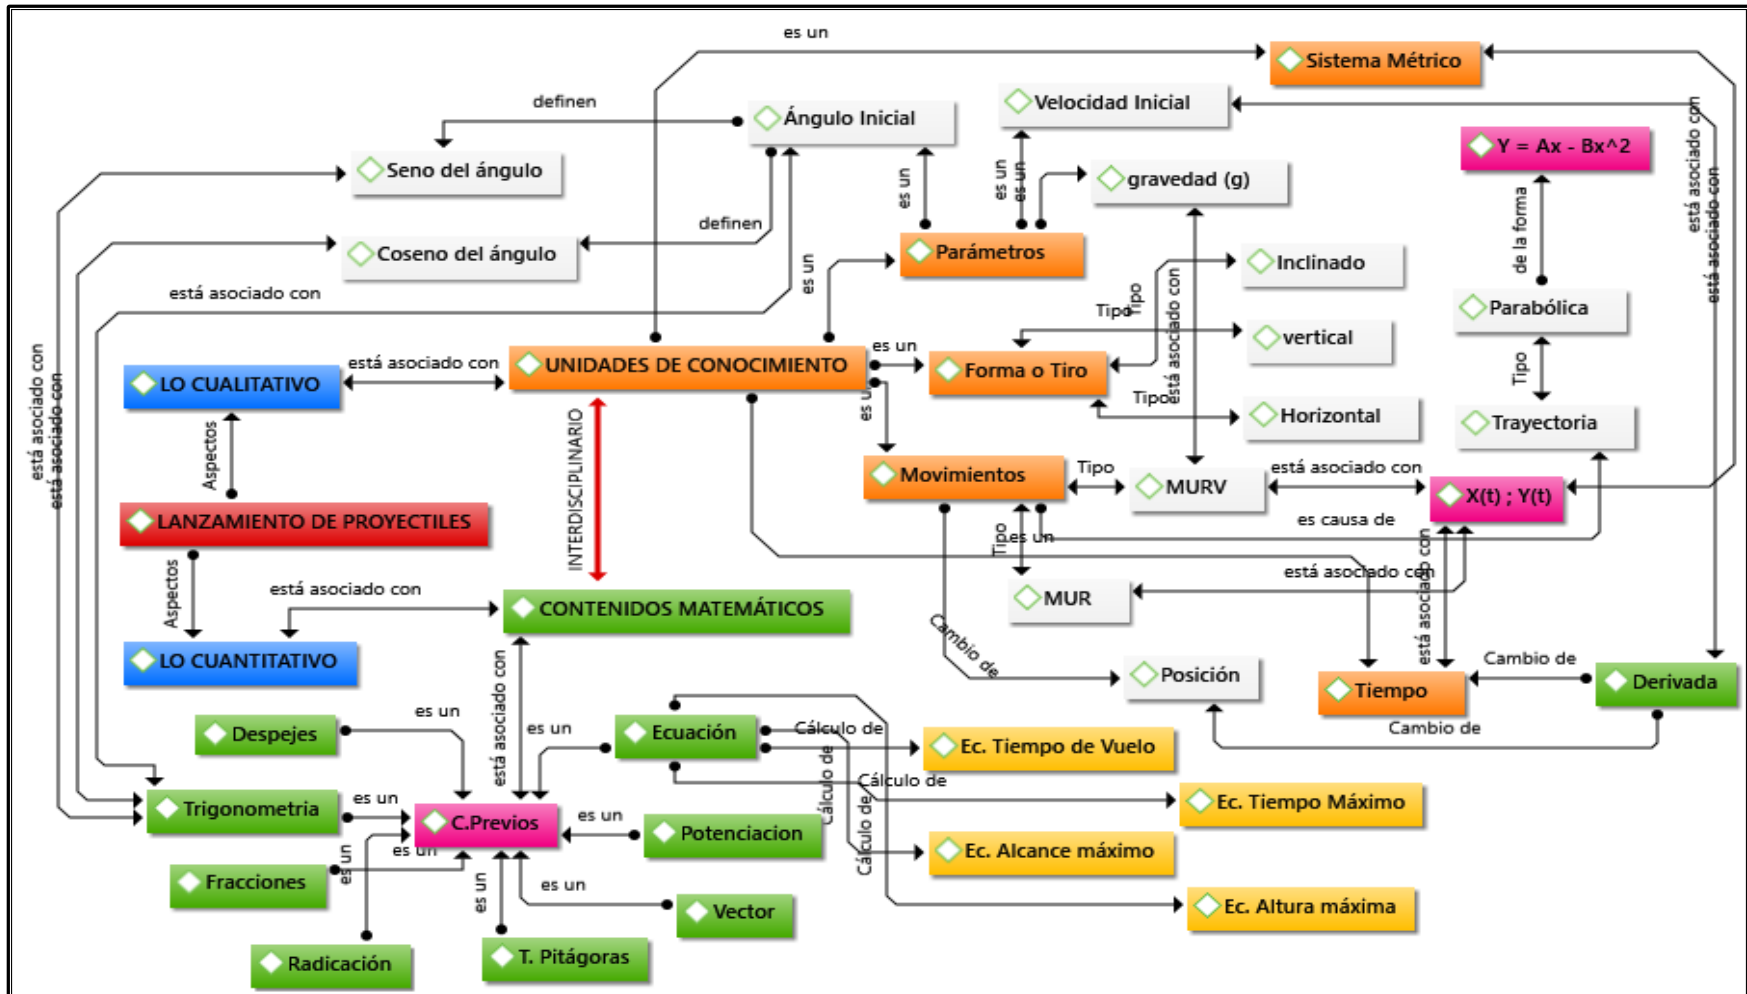 es un
Sistema Métrico
definen
Ángulo Inicial
Velocidad Inicial
Y = Ax - Bx^2
está asociado con
está asociado con
Seno del ángulo
es un
es un
es un
gravedad (g)
definen
de la forma
Coseno del ángulo
Parámetros
Inclinado
es un
está asociado con
Tipo
Tipo
está asociado con
Parabólica
vertical
es un
está asociado con
UNIDADES DE CONOCIMIENTO
Forma o Tiro
Tipo
LO CUALITATIVO
está asociado con
está asociado con
es un
Tipo
Horizontal
Trayectoria
Aspectos
INTERDISCIPLINARIO
Movimientos
Tipo
MURV
está asociado con
X(t) ; Y(t)
LANZAMIENTO DE PROYECTILES
es causa de
es un
Tipo
está asociado con
está asociado con
Aspectos
está asociado con
CONTENIDOS MATEMÁTICOS
MUR
LO CUANTITATIVO
Cambio de
Posición
Cambio de
Tiempo
Derivada
está asociado con
es un
es un
Despejes
Ecuación
Cálculo de
Cambio de
Ec. Tiempo de Vuelo
Cálculo de
Cálculo de
Cálculo de
Trigonometria
es un
C.Previos
es un
Potenciacion
Ec. Tiempo Máximo
es un
es un
Ec. Alcance máximo
Fracciones
es un
es un
Vector
Ec. Altura máxima
Radicación
T. Pitágoras